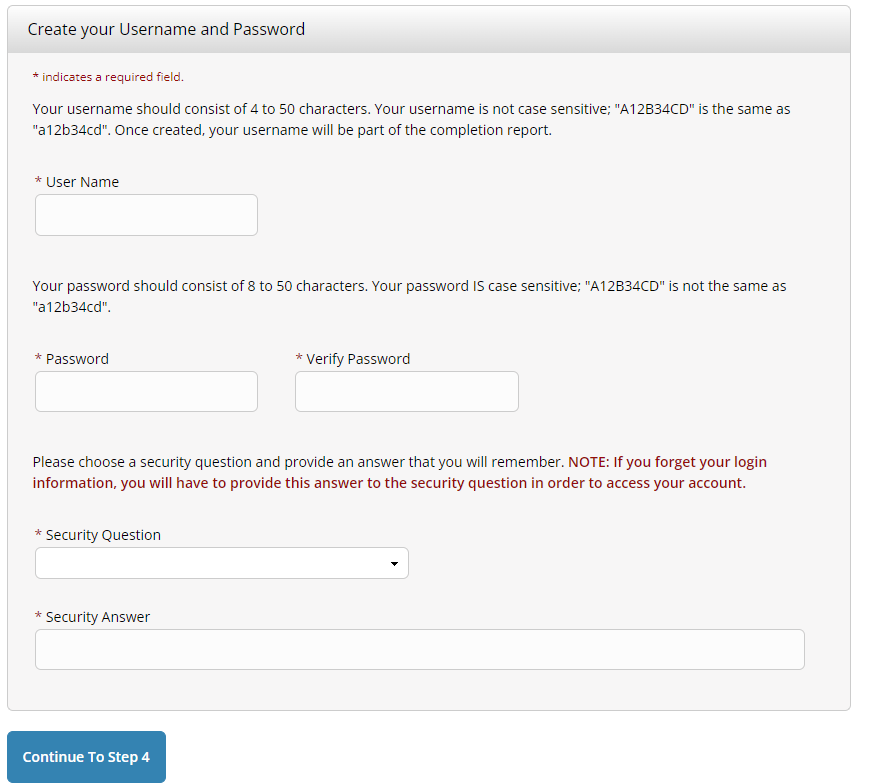 Create your Username and Password
* indicates a required field.
Your username should consist of 4 to 50 characters. Your username is not case sensitive; "A12B34CD" is the same as
"a12b34cd". Once created, your username will be part of the completion report.
* User Name
Your password should consist of 8 to 50 characters. Your password IS case sensitive; "A12B34CD" is not the same as
"a12b34cd".
* Password * Verify Password
Please choose a security question and provide an answer that you will remember. NOTE: If you forget your login
information, you will have to provide this answer to the security question in order to access your account.
* Security Question
* Security Answer
Continue To Step 4